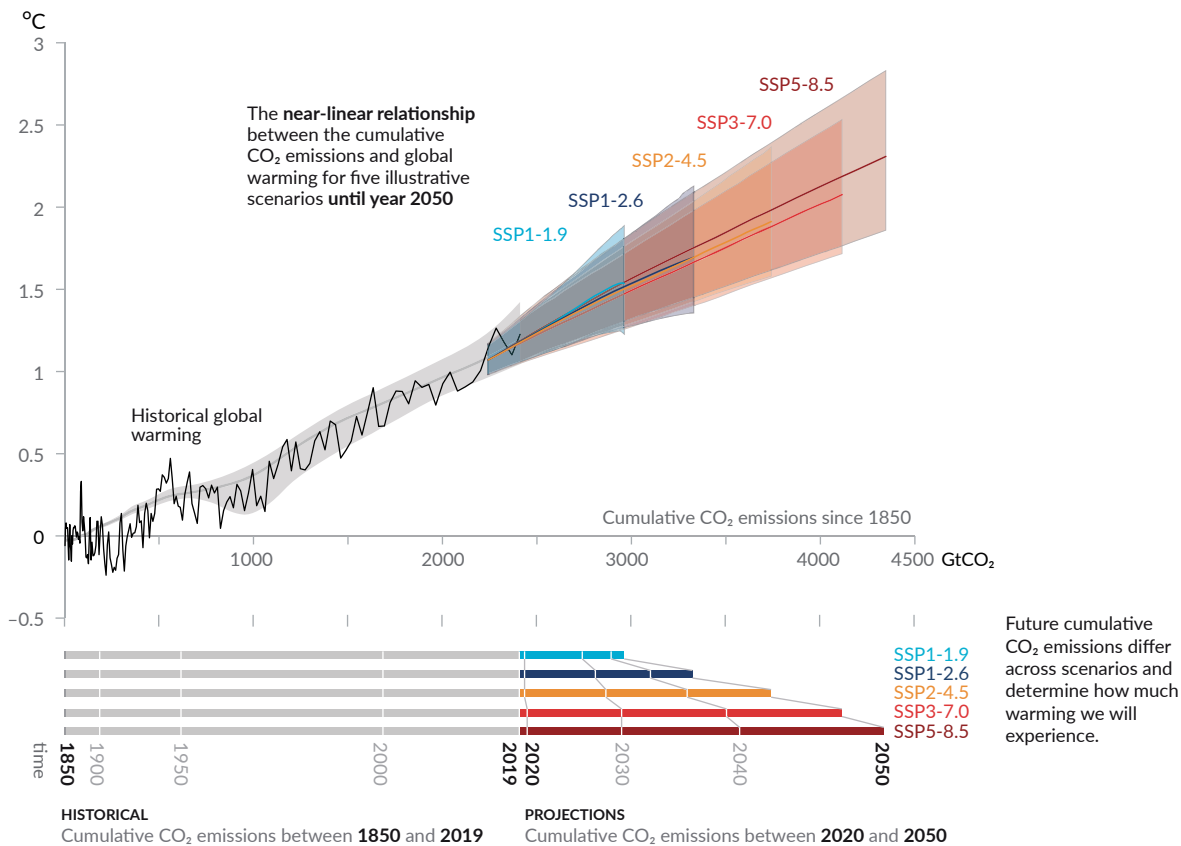 ºC
3
2.5
2
1.5
1
0.5
0
−0.5
The near-linear relationship
between the cumulative
CO₂ emissions and global
warming for five illustrative
scenarios until year 2050
SSP5-8.5
SSP3-7.0
SSP2-4.5
SSP1-2.6
SSP1-1.9
Historical global
warming
Cumulative CO₂ emissions since 1850
1000
2000
3000
4000
4500
GtCO₂
SSP1-1.9
SSP1-2.6
SSP2-4.5
SSP3-7.0
SSP5-8.5
Future cumulative
CO₂ emissions differ
across scenarios and
determine how much
warming we will
experience.
time
1850
1900
1950
2000
2019
2020
2030
2040
2050
HISTORICAL
Cumulative CO₂ emissions between 1850 and 2019
PROJECTIONS
Cumulative CO₂ emissions between 2020 and 2050